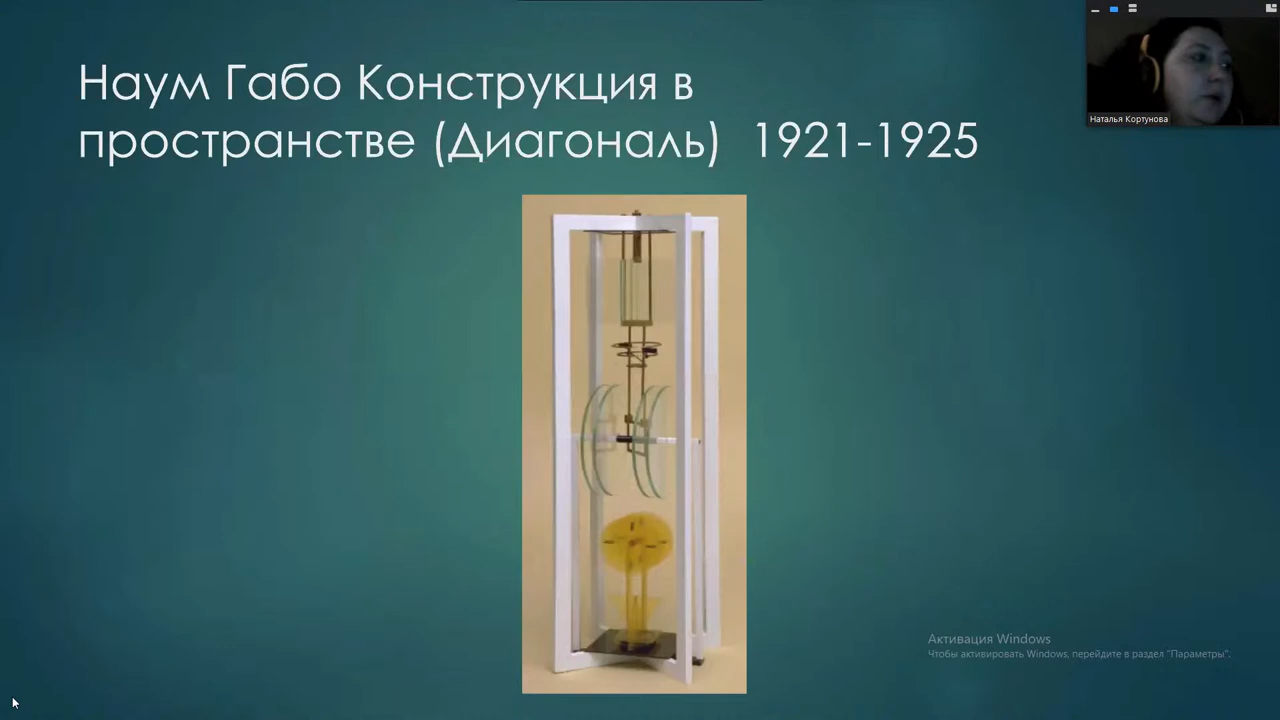 Наум Габо Конструкция в
пространстве (Диагональ) 1921-1925
Наталья Кортунова
Активация Windows
Чтобы активировать Windows, перейдите в раздел "Параметры".